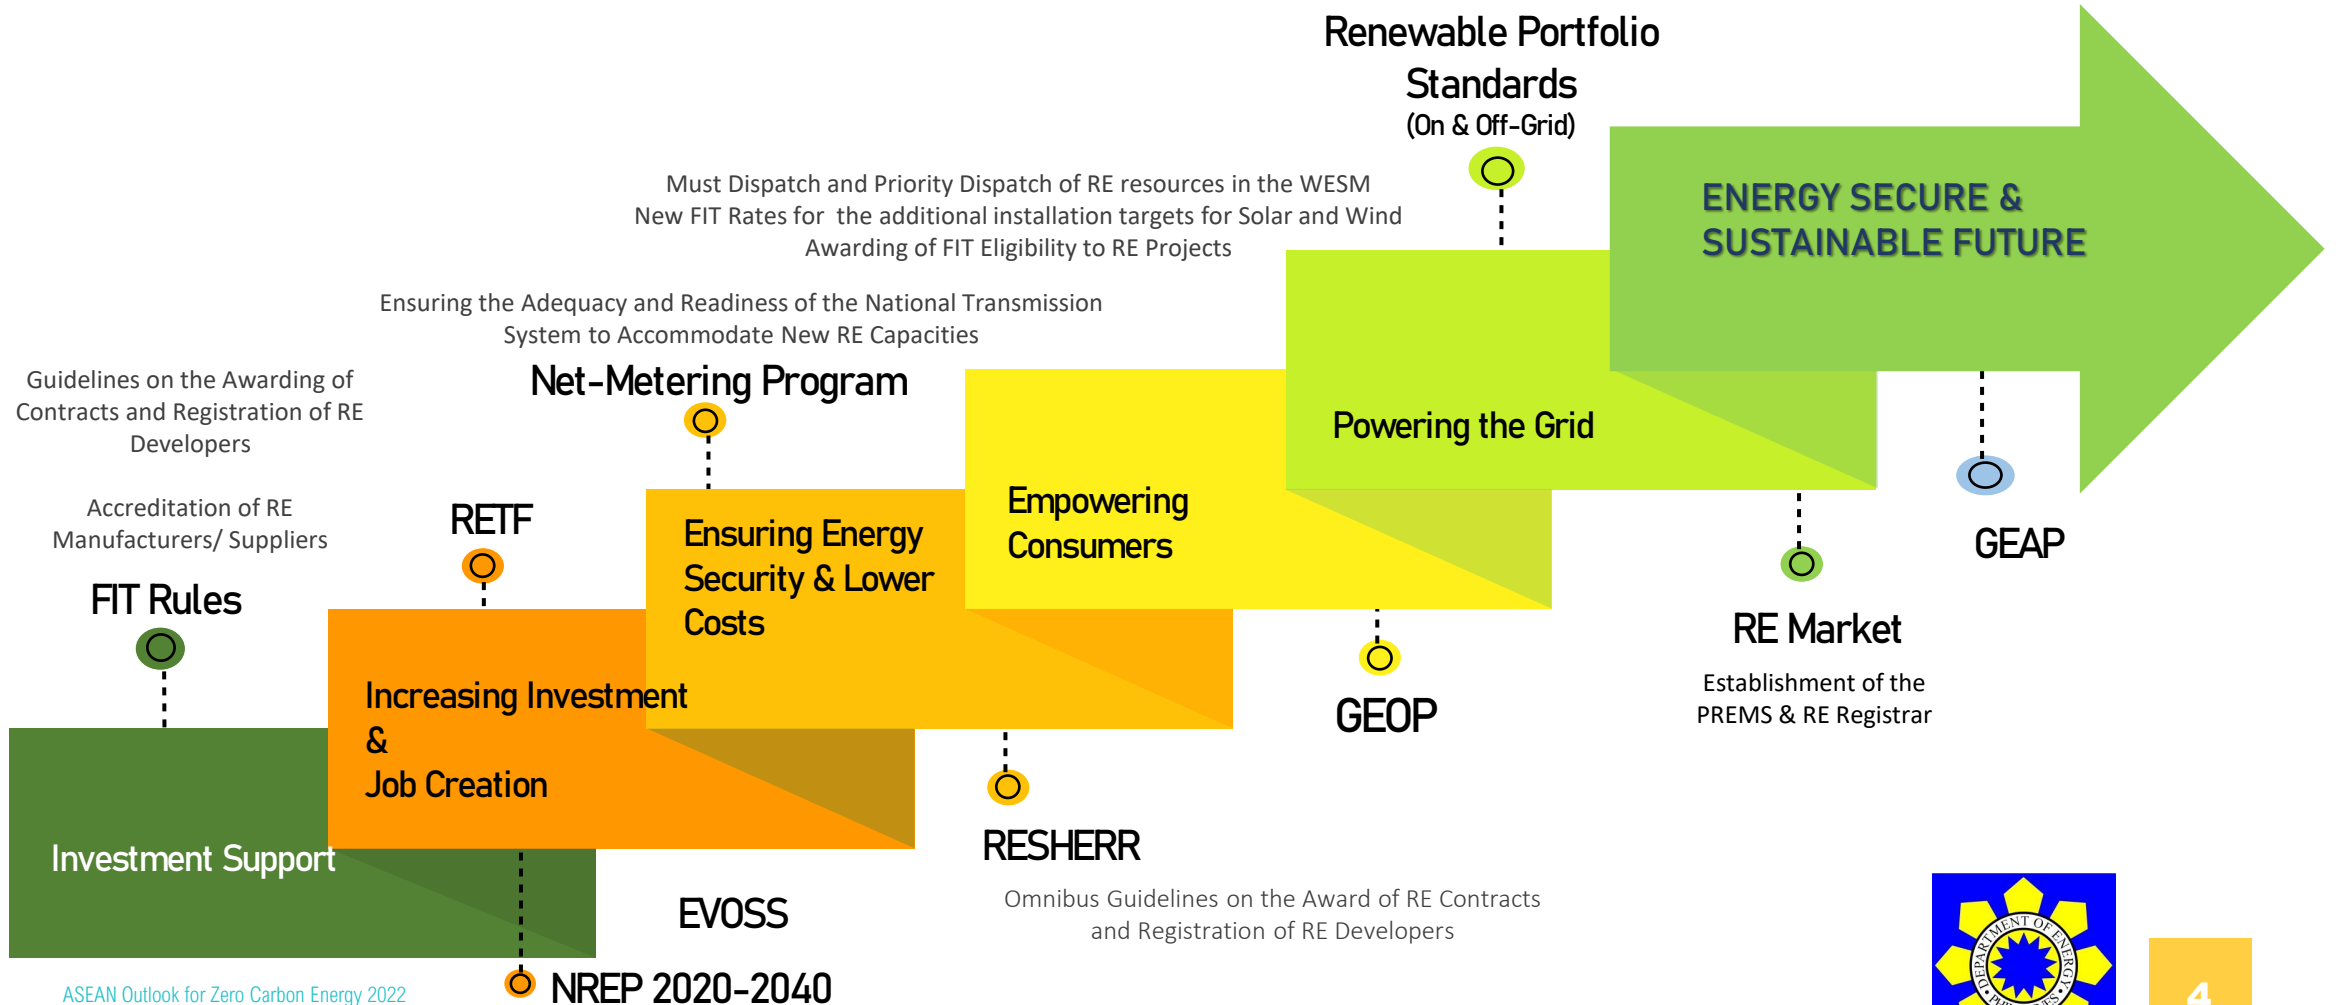 Renewable Portfolio
Standards
(On & Off-Grid)
ENERGY SECURE &
SUSTAINABLE FUTURE
Must Dispatch and Priority Dispatch of RE resources in the WESM
New FIT Rates for the additional installation targets for Solar and Wind
Awarding of FIT Eligibility to RE Projects
Ensuring the Adequacy and Readiness of the National Transmission
System to Accommodate New RE Capacities
Net-Metering Program
Guidelines on the Awarding of
Contracts and Registration of RE
Developers
Accreditation of RE
Manufacturers/ Suppliers
FIT Rules
RETF
Powering the Grid
Empowering
Consumers
Ensuring Energy
Security & Lower
Costs
Increasing Investment
&
Job Creation
Investment Support
GEAP
RE Market
Establishment of the
PREMS & RE Registrar
GEOP
RESHERR
Omnibus Guidelines on the Award of RE Contracts
and Registration of RE Developers
EVOSS
NREP 2020-2040
ASEAN Outlook for Zero Carbon Energy 2022
DEPARTMENT OF ENERGY
4